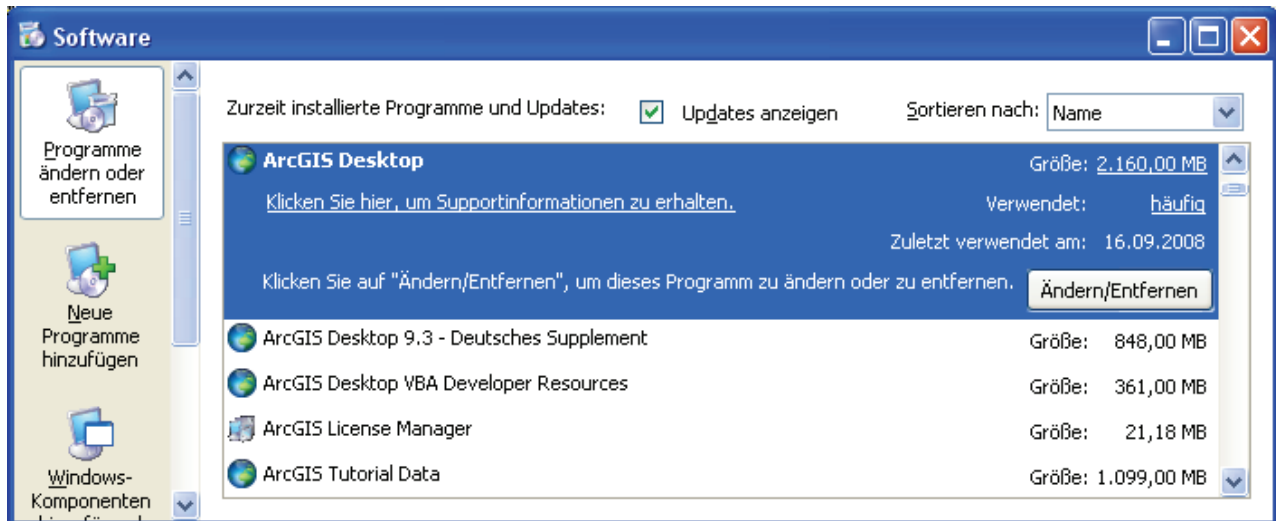 Software
Programme
ändern oder
entfernen
Neue
Programme
hinzufügen
Windows-
Komponenten
Zurzeit installierte Programme und Updates:
Updates anzeigen
Sortieren nach: Name
ArcGIS Desktop
Größe: 2.160,00 MB
Klicken Sie hier, um Supportinformationen zu erhalten.
Verwendet: häufig
Zuletzt verwendet am: 16.09.2008
Klicken Sie auf "Ändern/Entfernen", um dieses Programm zu ändern oder zu entfernen.
Ändern/Entfernen
ArcGIS Desktop 9.3 - Deutsches Supplement
Größe: 848,00 MB
ArcGIS Desktop VBA Developer Resources
Größe: 361,00 MB
ArcGIS License Manager
Größe: 21,18 MB
ArcGIS Tutorial Data
Größe: 1.099,00 MB